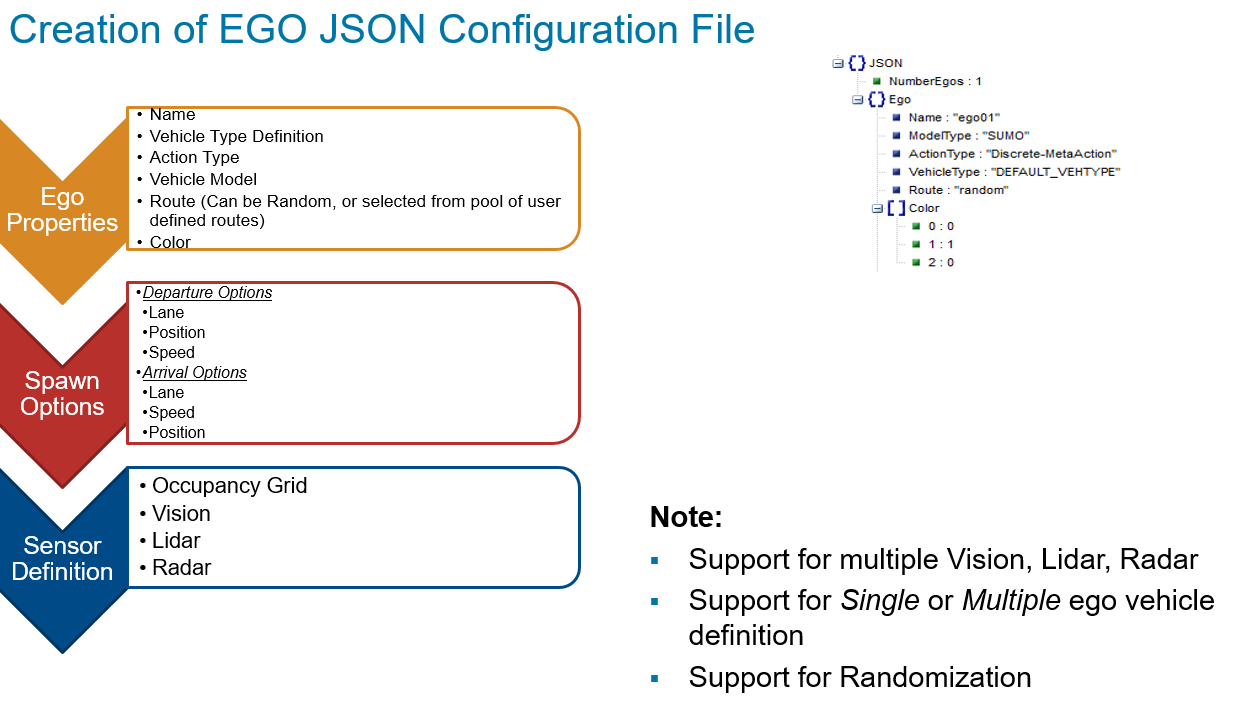 Creation of EGO JSON Configuration File
Ego
Properties
• Name
• Vehicle Type Definition
• Action Type
• Vehicle Model
• Route (Can be Random, or selected from pool of user
defined routes)
• Color
Spawn
Options
•Departure Options
•Lane
•Position
•Speed
•Arrival Options
•Lane
•Speed
•Position
Sensor
Definition
• Occupancy Grid
• Vision
• Lidar
• Radar
{} JSON
NumberEgos : 1
{} Ego
Name : "ego01"
ModelType : "SUMO"
ActionType : "Discrete-MetaAction"
VehicleType : "DEFAULT_VEHTYPE"
Route : "random"
[] Color
0 : 0
1 : 1
2 : 0
Note:
▪ Support for multiple Vision, Lidar, Radar
▪ Support for Single or Multiple ego vehicle
definition
▪ Support for Randomization